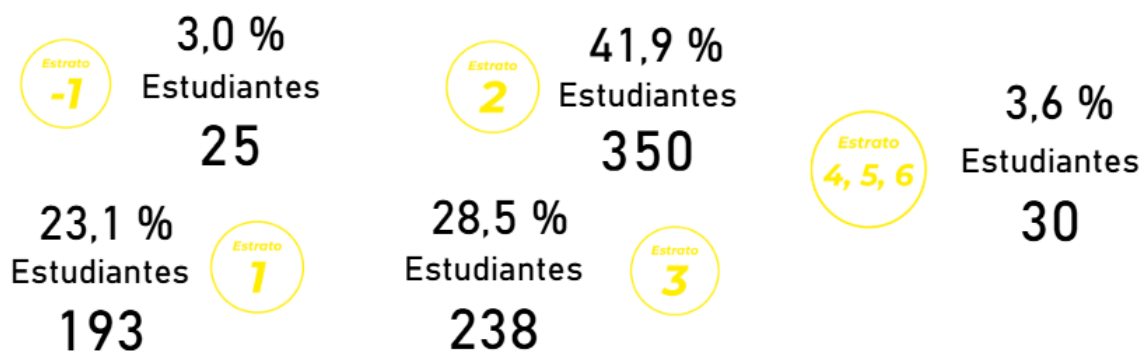 Estrato
-1
3,0 %
Estudiantes
25
23,1 %
Estudiantes
193
Estrato
1
Estrato
2
41,9 %
Estudiantes
350
28,5 %
Estudiantes
238
Estrato
3
Estrato
4, 5, 6
3,6 %
Estudiantes
30